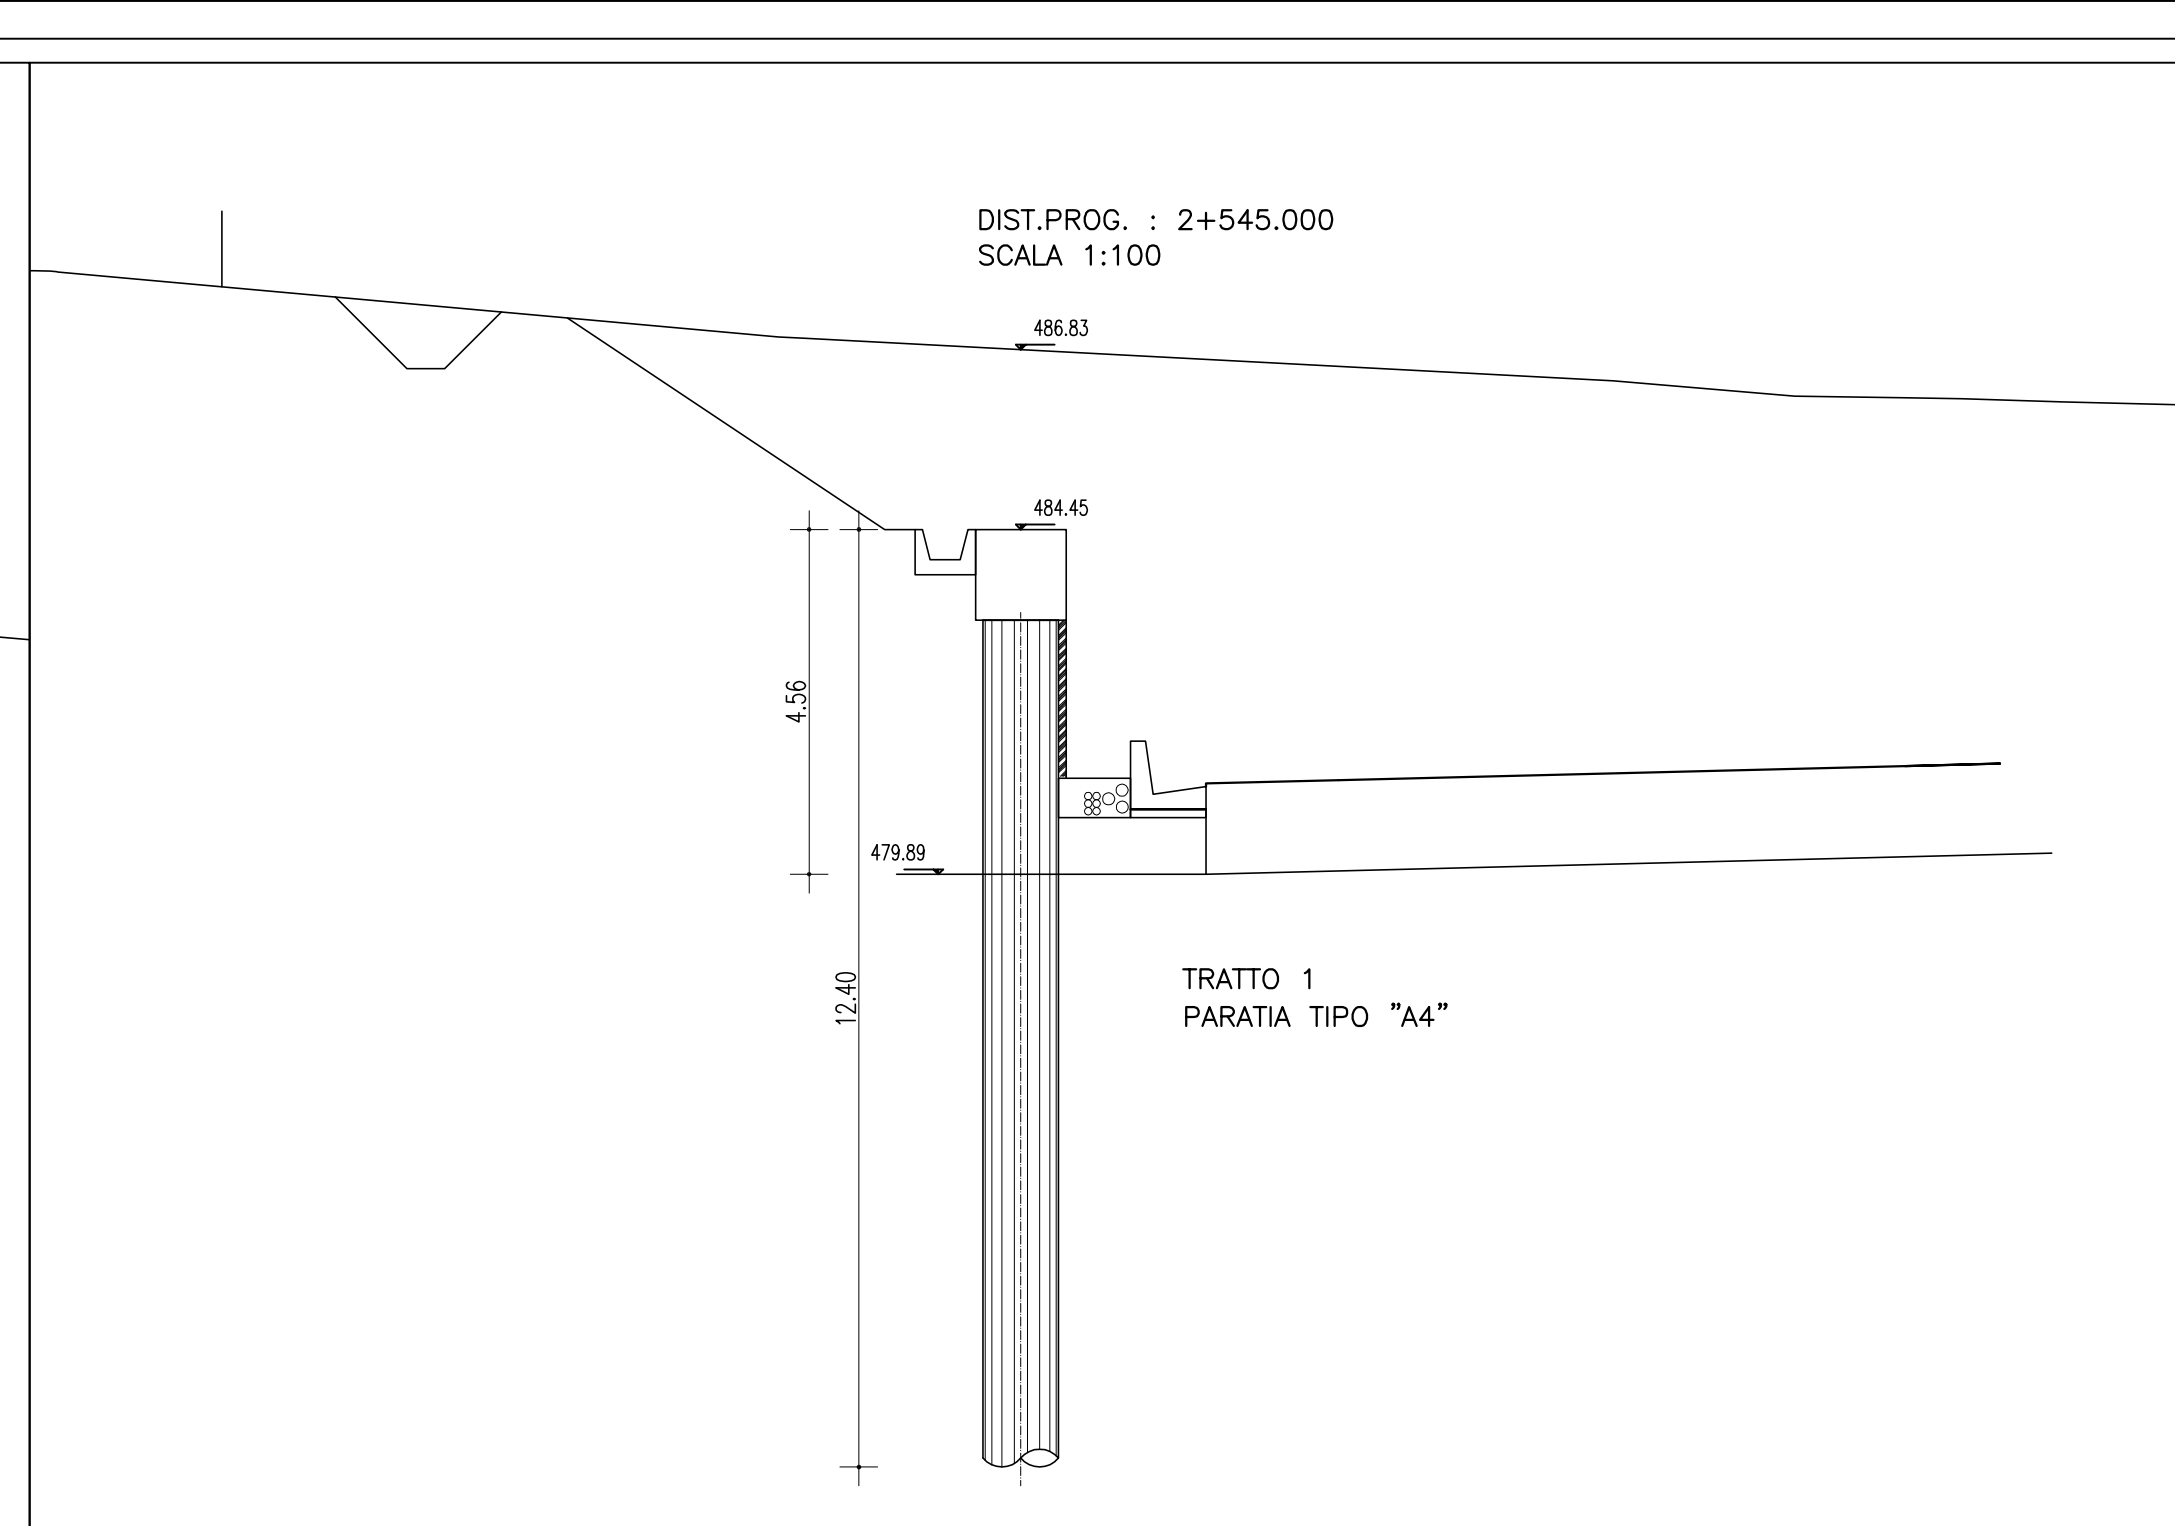 DIST.PROG. : 2+545.000
SCALA 1:100
486.83
484.45
4.56
479.89
12.40
TRATTO 1
PARATIA TIPO "A4"